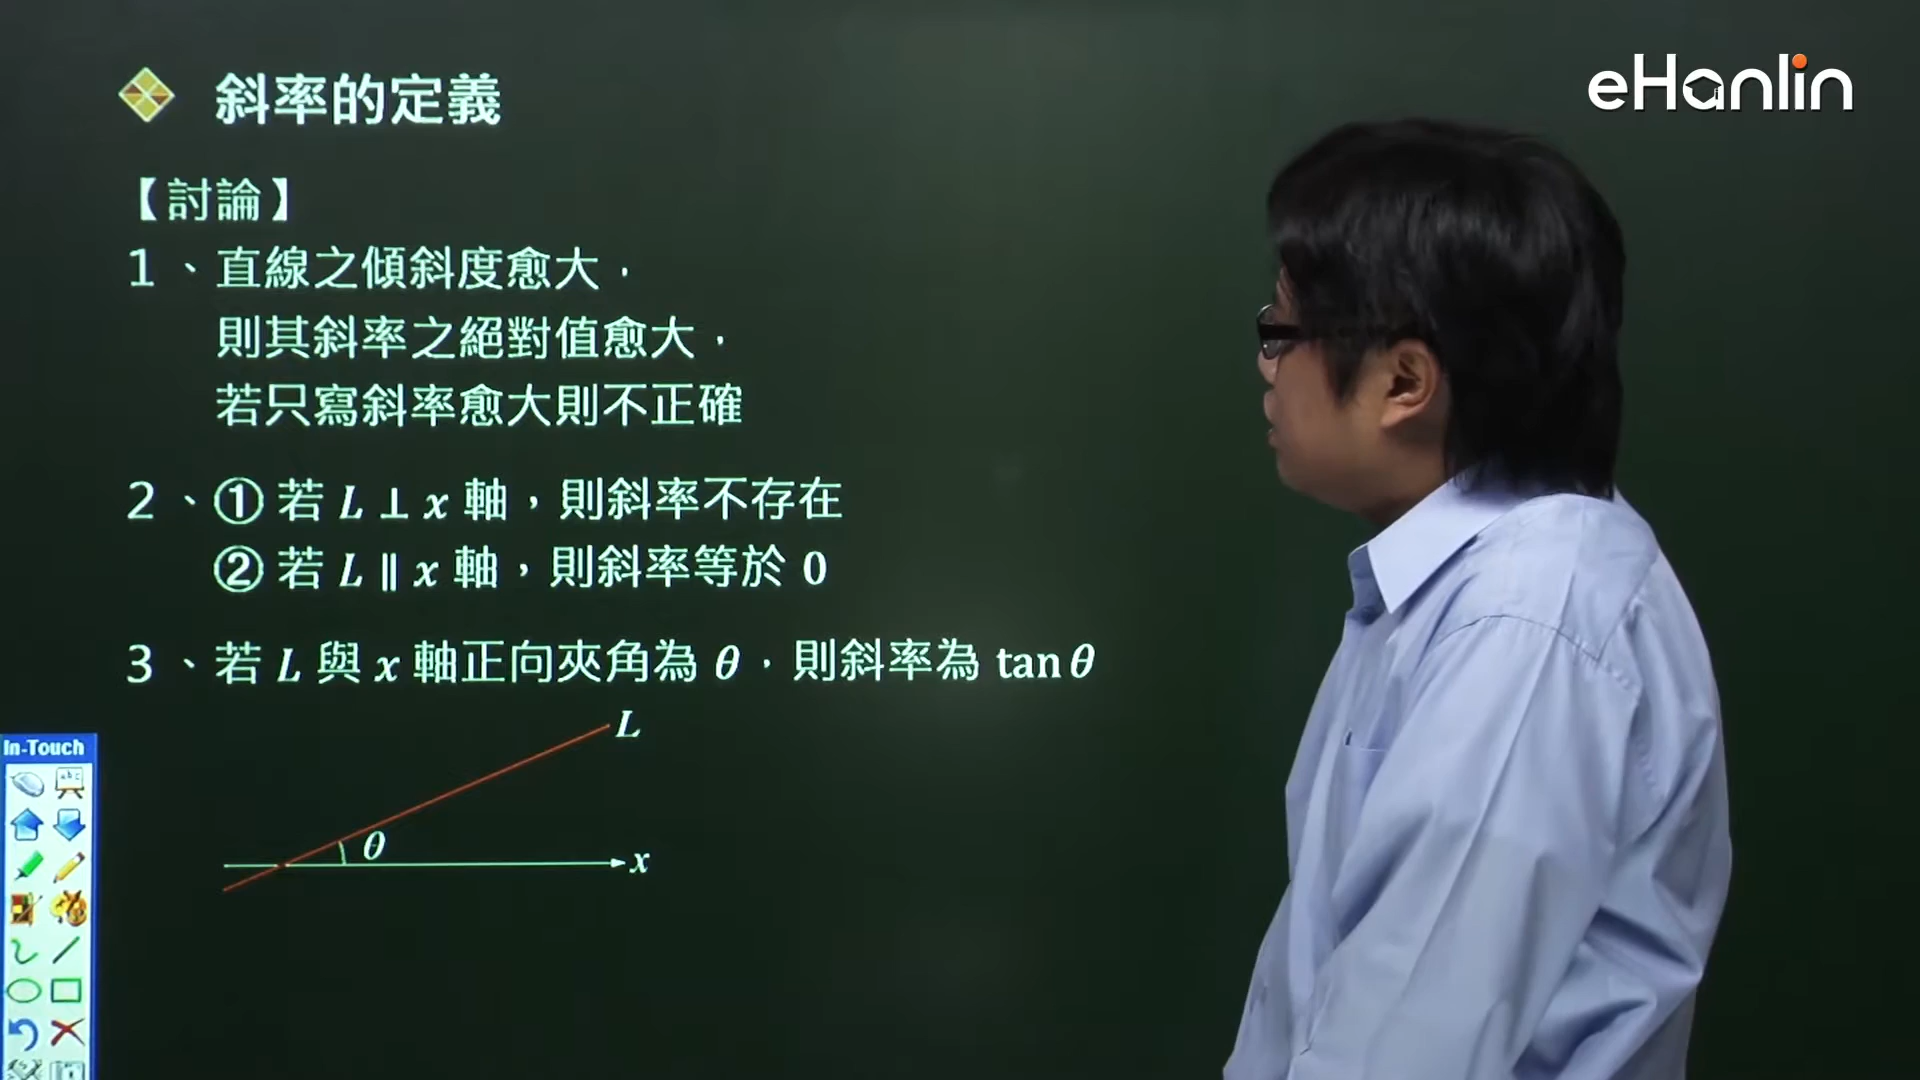 eHanlin
斜率的定義
【討論】
1、直線之傾斜度愈大，
則其斜率之絕對值愈大，
若只寫斜率愈大則不正確
2、① 若 L ⊥ x 軸，則斜率不存在
② 若 L ∥ x 軸，則斜率等於 0
3、若 L 與 x 軸正向夾角為 θ，則斜率為 tan θ
L
θ
x
In-Touch
abc